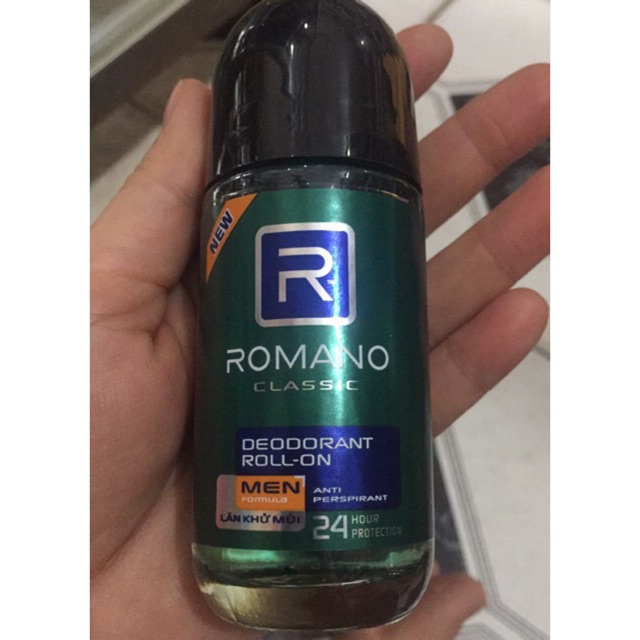 NEW
R
ROMANO
CLASSIC
DEODORANT
ROLL-ON
MEN
FORMULA
ANTI
PERSPIRANT
LĂN KHỬ MÙI
24 HOUR
PROTECTION